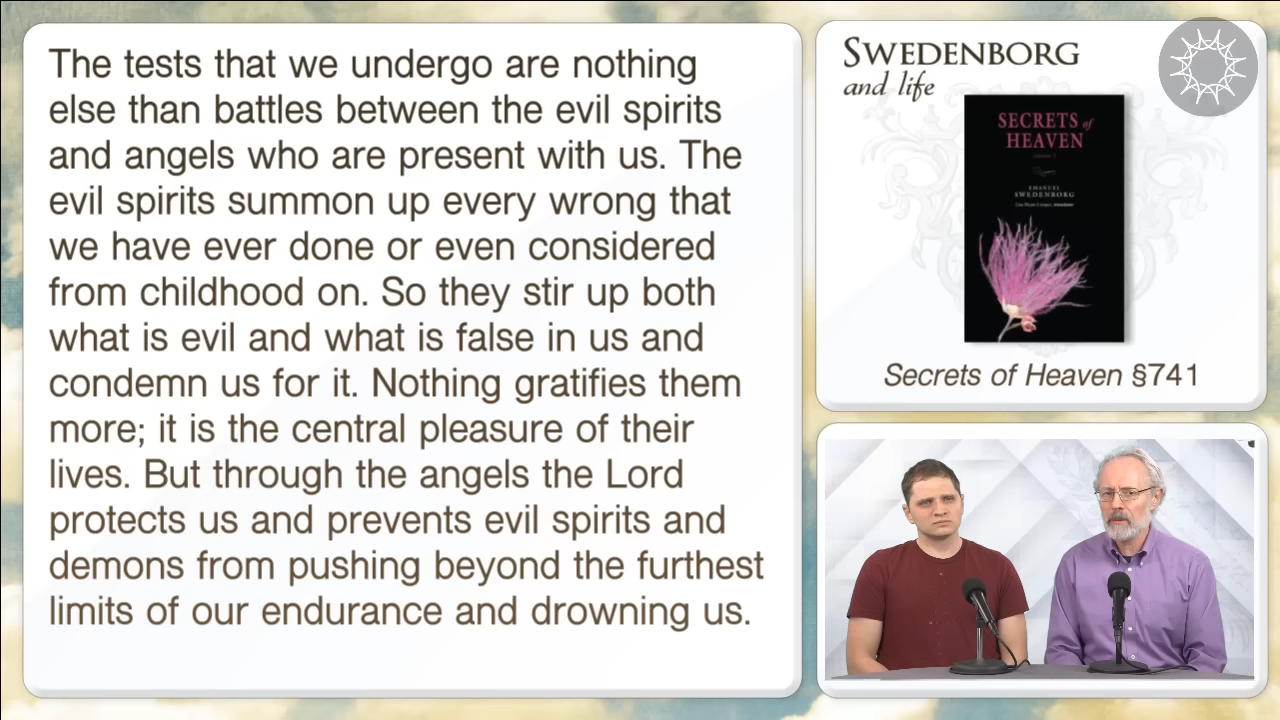 The tests that we undergo are nothing
else than battles between the evil spirits
and angels who are present with us. The
evil spirits summon up every wrong that
we have ever done or even considered
from childhood on. So they stir up both
what is evil and what is false in us and
condemn us for it. Nothing gratifies them
more; it is the central pleasure of their
lives. But through the angels the Lord
protects us and prevents evil spirits and
demons from pushing beyond the furthest
limits of our endurance and drowning us.
SWEDENBORG
and life
SECRETS of
HEAVEN
EMANUEL
SWEDENBORG
Secrets of Heaven §741